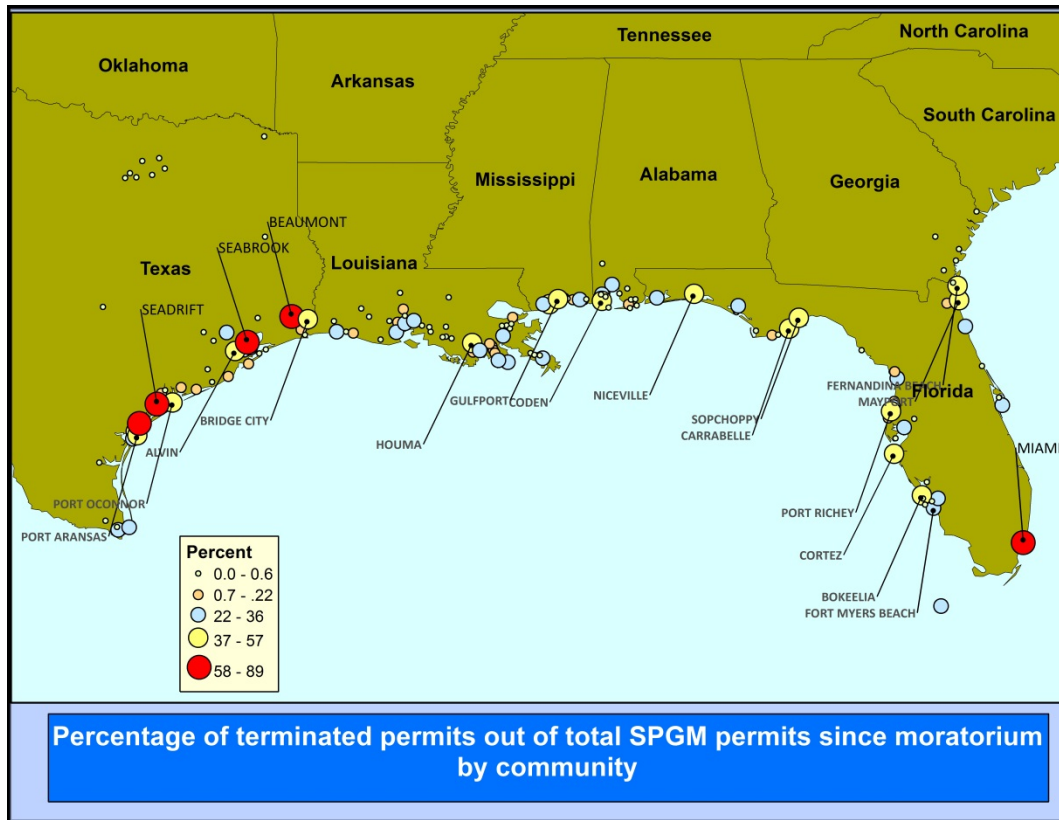 North Carolina
Tennessee
Oklahoma
Arkansas
South Carolina
Mississippi
Alabama
Georgia
BEAUMONT
SEABROOK
Texas
Louisiana
SEADRIFT
FERNANDINA BEACH
Florida
MAYPORT
NICEVILLE
GULFPORT
CODEN
SOPCHOPPY
BRIDGE CITY
CARRABELLE
HOUMA
MIAMI
ALVIN
PORT OCONNOR
PORT RICHEY
PORT ARANSAS
CORTEZ
Percent
0.0 - 0.6
0.7 - .22
22 - 36
37 - 57
58 - 89
BOKEELIA
FORT MYERS BEACH
Percentage of terminated permits out of total SPGM permits since moratorium
by community